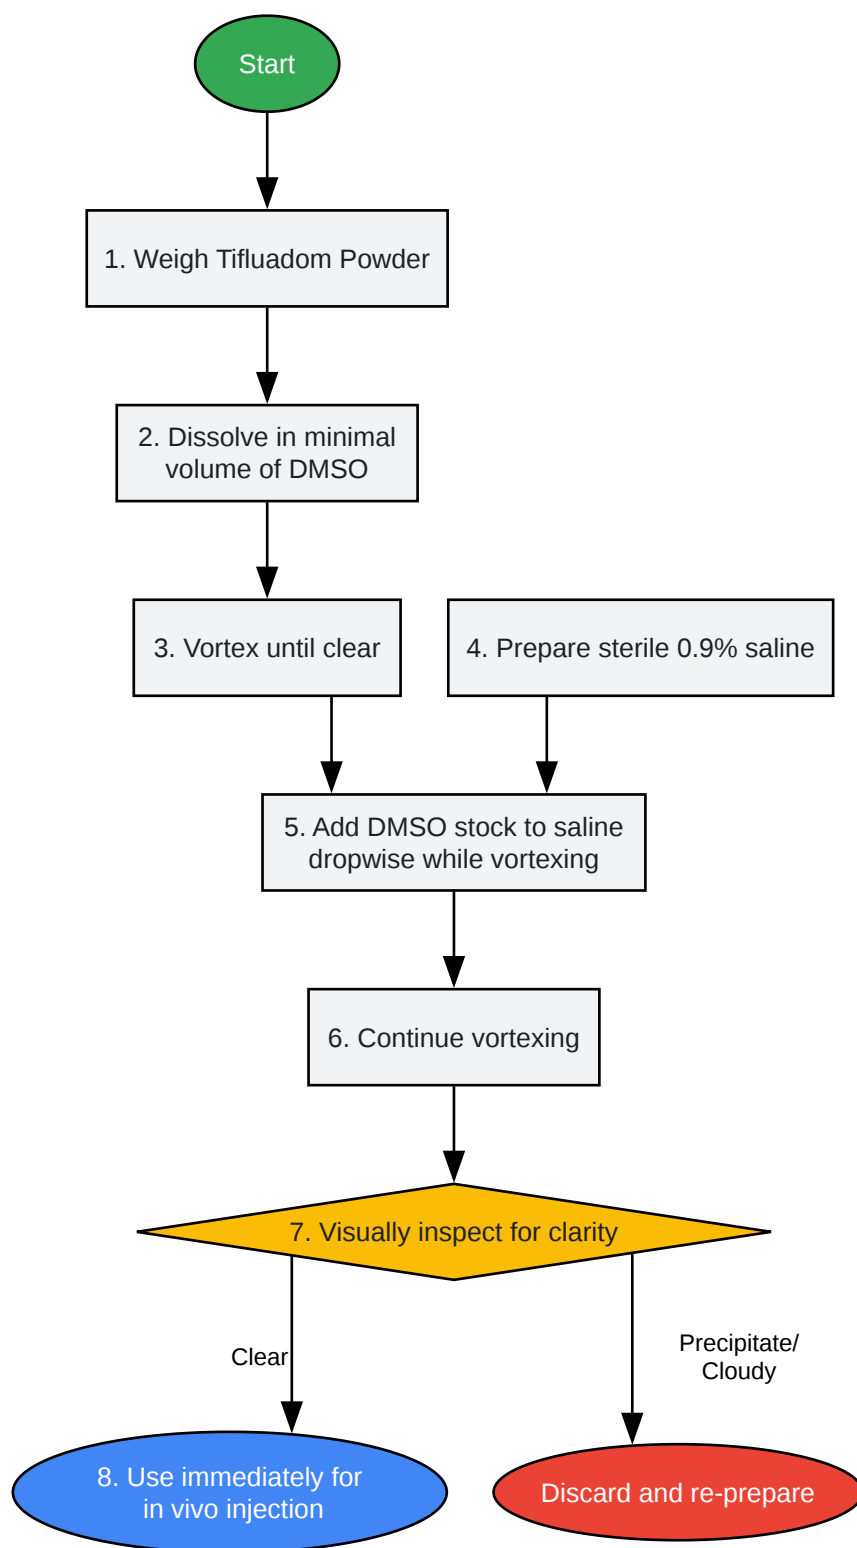 Start
1. Weigh Tifluadom Powder
2. Dissolve in minimal
volume of DMSO
3. Vortex until clear
4. Prepare sterile 0.9% saline
5. Add DMSO stock to saline
dropwise while vortexing
6. Continue vortexing
7. Visually inspect for clarity
Clear
Precipitate/
Cloudy
8. Use immediately for
in vivo injection
Discard and re-prepare